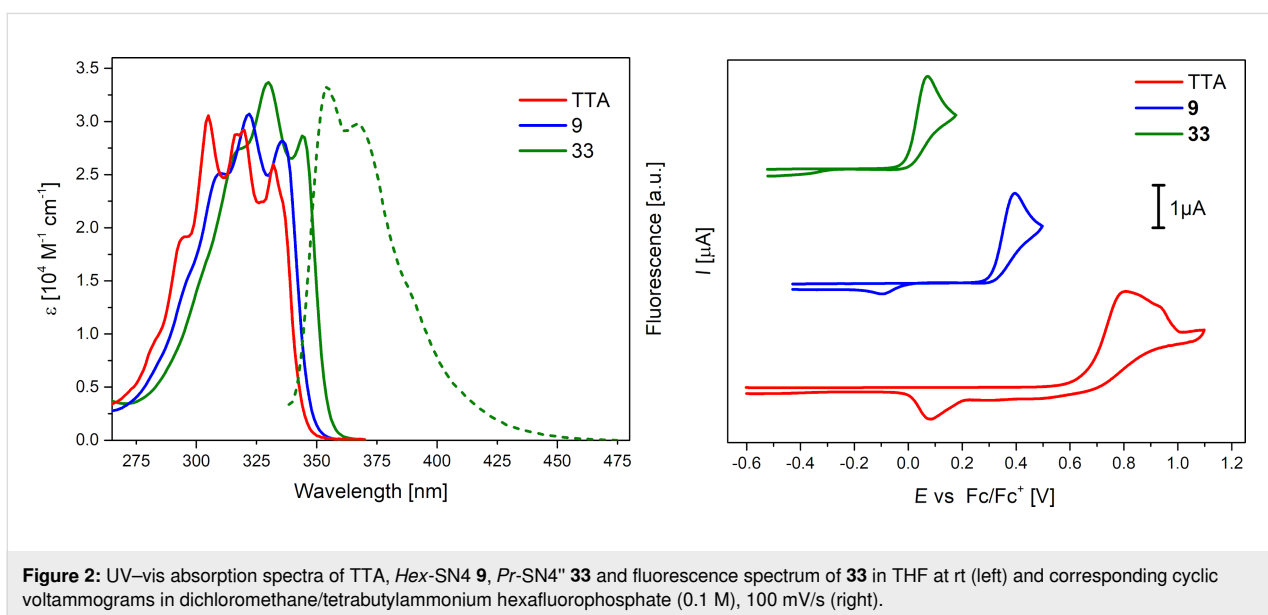 ε [10⁴ M⁻¹ cm⁻¹]
3.5
3.0
2.5
2.0
1.5
1.0
0.5
0.0
275 300 325 350 375 400 425 450 475
Wavelength [nm]
TTA
9
33
Fluorescence [a.u.]
I [µA]
TTA
9
33
1µA
-0.6 -0.4 -0.2 0.0 0.2 0.4 0.6 0.8 1.0 1.2
E vs Fc/Fc⁺ [V]
Figure 2: UV–vis absorption spectra of TTA, Hex-SN4 9, Pr-SN4" 33 and fluorescence spectrum of 33 in THF at rt (left) and corresponding cyclic
voltammograms in dichloromethane/tetrabutylammonium hexafluorophosphate (0.1 M), 100 mV/s (right).